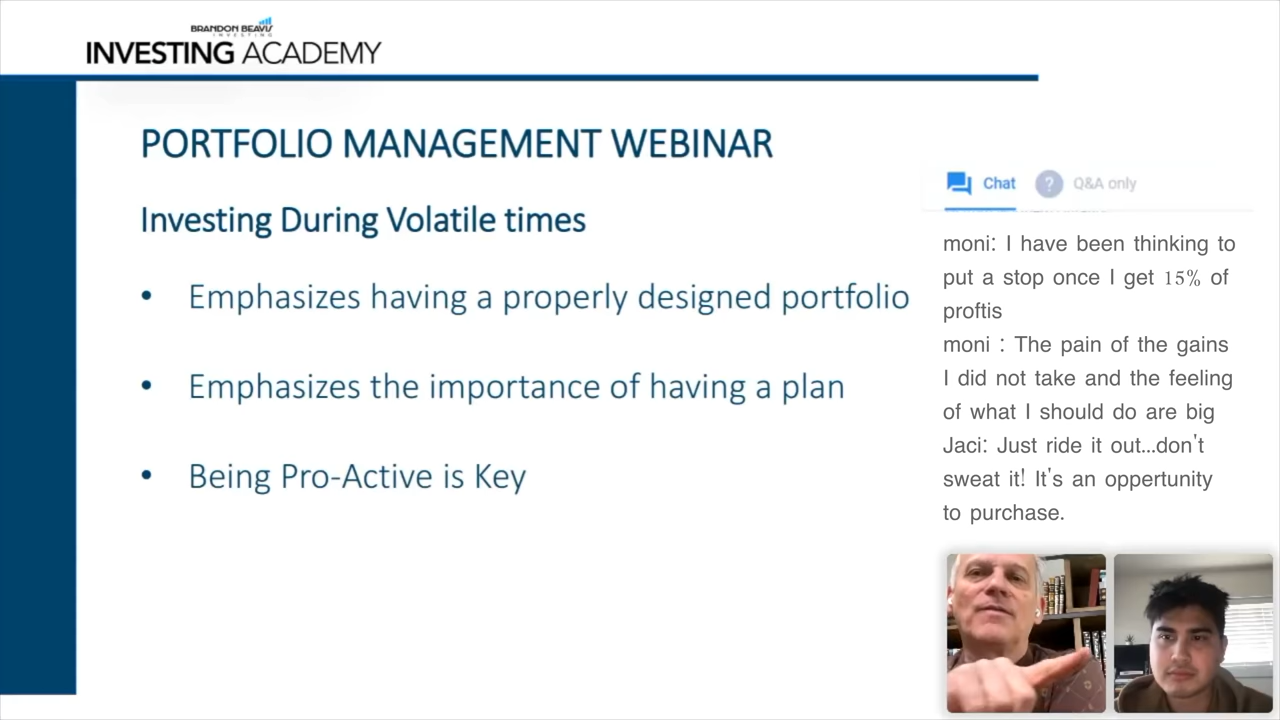 BRANDON BEAVIS
INVESTING
INVESTING ACADEMY
PORTFOLIO MANAGEMENT WEBINAR
Investing During Volatile times
• Emphasizes having a properly designed portfolio
• Emphasizes the importance of having a plan
• Being Pro-Active is Key
Chat ? Q&A only
moni: I have been thinking to
put a stop once I get 15% of
proftis
moni : The pain of the gains
I did not take and the feeling
of what I should do are big
Jaci: Just ride it out...don't
sweat it! It's an oppertunity
to purchase.